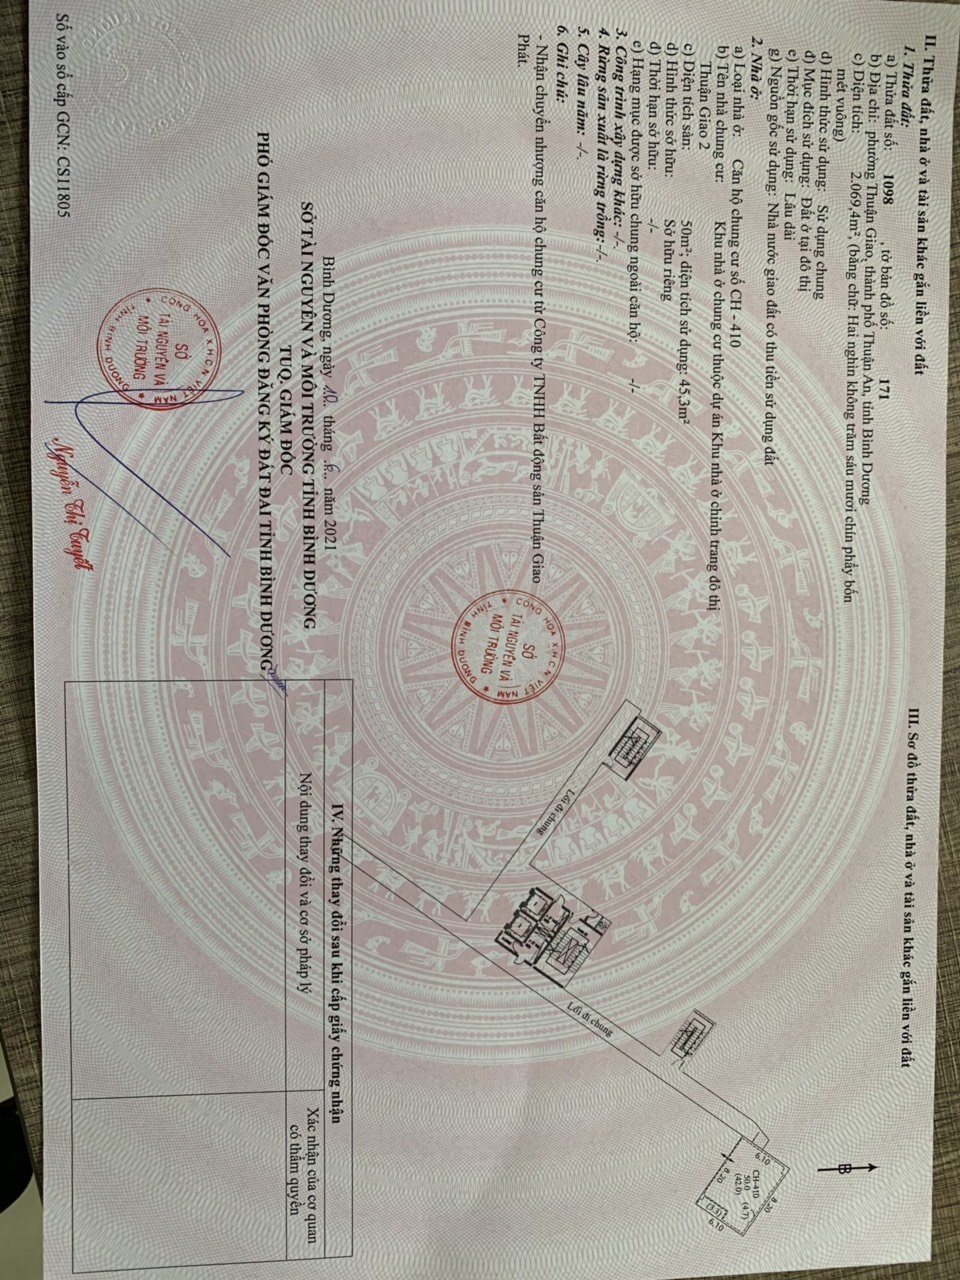 II. Thửa đất, nhà ở và tài sản khác gắn liền với đất
1. Thửa đất:
a) Thửa đất số: 1098 , tờ bản đồ số: 171
b) Địa chỉ: phường Thuận Giao, thành phố Thuận An, tỉnh Bình Dương
c) Diện tích: 2.069,4m², (bằng chữ: Hai nghìn không trăm sáu mươi chín phẩy bốn
mét vuông)
d) Hình thức sử dụng: Sử dụng chung
đ) Mục đích sử dụng: Đất ở tại đô thị
e) Thời hạn sử dụng: Lâu dài
g) Nguồn gốc sử dụng: Nhà nước giao đất có thu tiền sử dụng đất
2. Nhà ở:
a) Loại nhà ở: Căn hộ chung cư số CH - 410
b) Tên nhà chung cư: Khu nhà ở chung cư thuộc dự án Khu nhà ở chỉnh trang đô thị
Thuận Giao 2
c) Diện tích sàn: 50m²; diện tích sử dụng: 45,3m²
d) Hình thức sở hữu: Sở hữu riêng
đ) Thời hạn sở hữu: -/-
e) Hạng mục được sở hữu chung ngoài căn hộ: -/-
3. Công trình xây dựng khác: -/-.
4. Rừng sản xuất là rừng trồng: -/-.
5. Cây lâu năm: -/-.
6. Ghi chú:
- Nhận chuyển nhượng căn hộ chung cư từ Công ty TNHH Bất động sản Thuận Giao
Phát.
CỘNG HÒA X.H.C.N VIỆT NAM
SỞ
TÀI NGUYÊN VÀ
MÔI TRƯỜNG
TỈNH BÌNH DƯƠNG
Bình Dương, ngày 10 tháng 6 năm 2021
SỞ TÀI NGUYÊN VÀ MÔI TRƯỜNG TỈNH BÌNH DƯƠNG
TUQ. GIÁM ĐỐC
PHÓ GIÁM ĐỐC VĂN PHÒNG ĐĂNG KÝ ĐẤT ĐAI TỈNH BÌNH DƯƠNG
CỘNG HÒA X.H.C.N VIỆT NAM
SỞ
TÀI NGUYÊN VÀ
MÔI TRƯỜNG
TỈNH BÌNH DƯƠNG
Nguyễn Thị Tuyết
Số vào sổ cấp GCN: CS11805
III. Sơ đồ thửa đất, nhà ở và tài sản khác gắn liền với đất
B
8.20
6.10
CH-410
50.0 (4.7)
(42.0)
8.20
(3.3)
6.10
Lối đi chung
Lối đi chung
IV. Những thay đổi sau khi cấp giấy chứng nhận
Nội dung thay đổi và cơ sở pháp lý
Xác nhận của cơ quan
có thẩm quyền